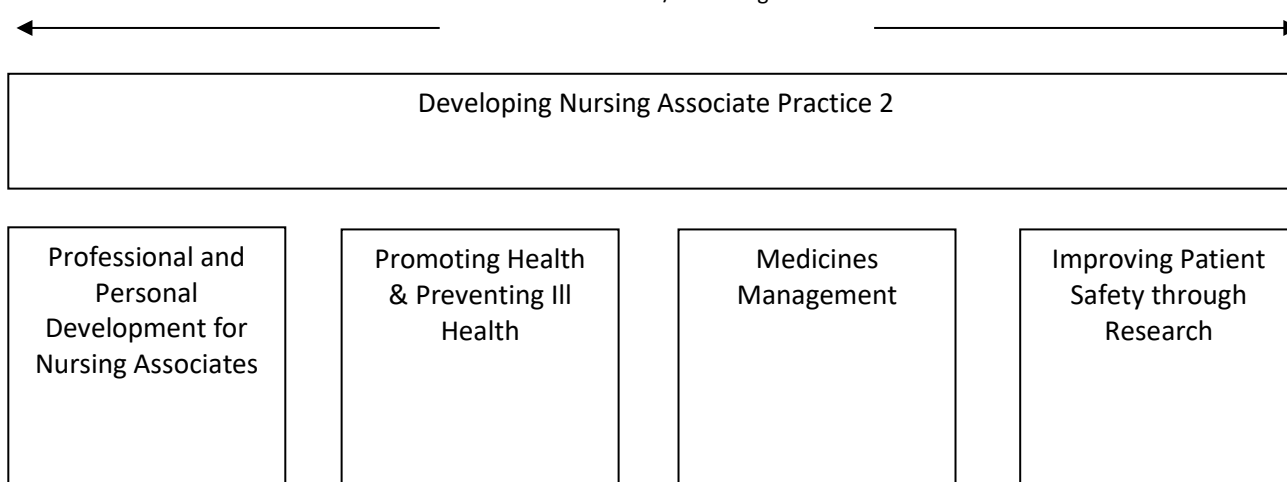 Developing Nursing Associate Practice 2
Professional and
Personal
Development for
Nursing Associates
Promoting Health
& Preventing Ill
Health
Medicines
Management
Improving Patient
Safety through
Research